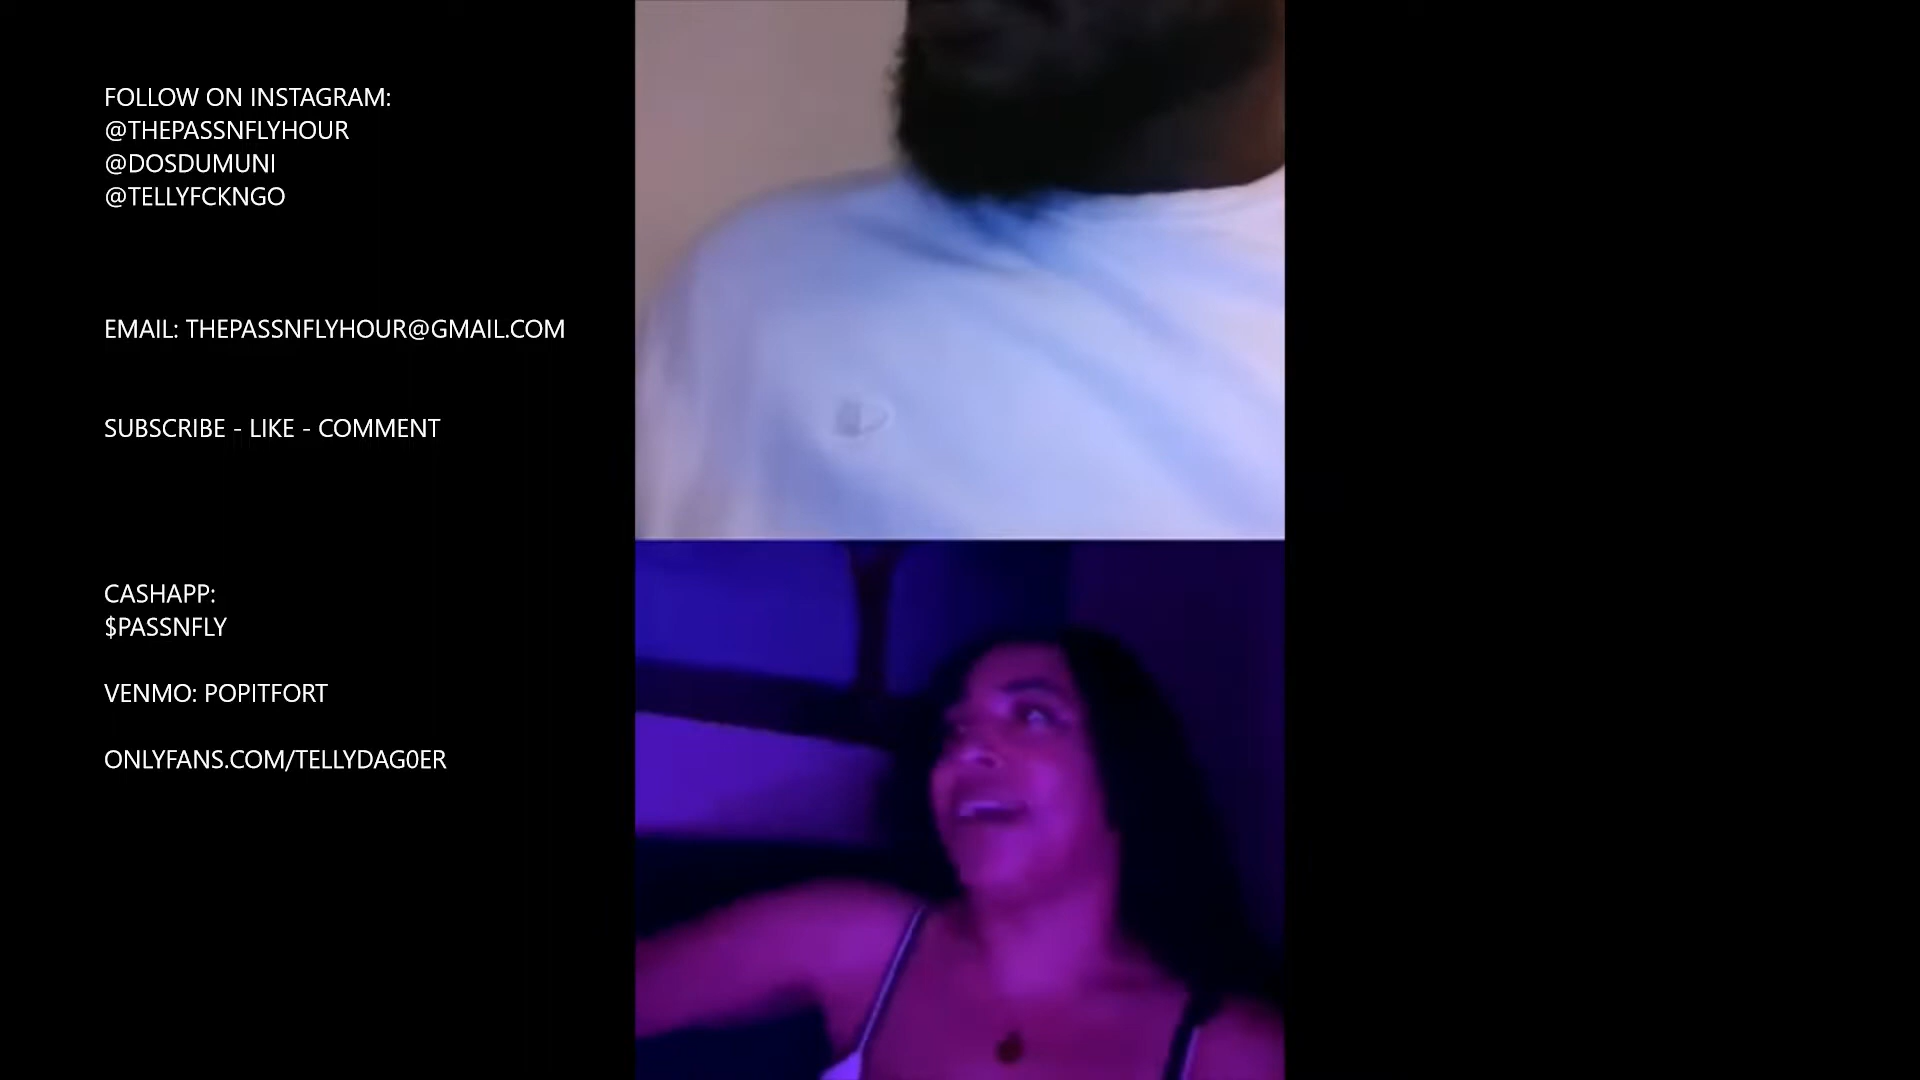 FOLLOW ON INSTAGRAM:
@THEPASSNFLYHOUR
@DOSDUMUNI
@TELLYFCKNGO
EMAIL: THEPASSNFLYHOUR@GMAIL.COM
SUBSCRIBE - LIKE - COMMENT
CASHAPP:
$PASSNFLY
VENMO: POPITFORT
ONLYFANS.COM/TELLYDAG0ER